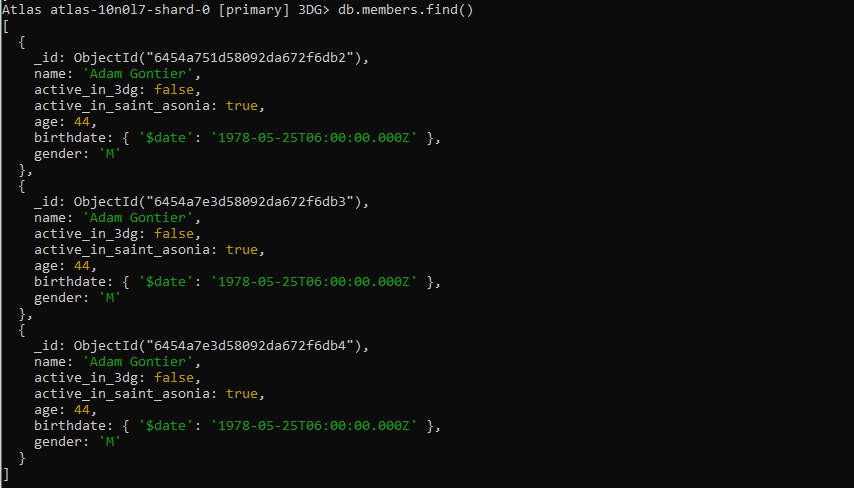 Atlas atlas-10n0l7-shard-0 [primary] 3DG> db.members.find()
[
  {
    _id: ObjectId("6454a751d58092da672f6db2"),
    name: 'Adam Gontier',
    active_in_3dg: false,
    active_in_saint_asonia: true,
    age: 44,
    birthdate: { '$date': '1978-05-25T06:00:00.000Z' },
    gender: 'M'
  },
  {
    _id: ObjectId("6454a7e3d58092da672f6db3"),
    name: 'Adam Gontier',
    active_in_3dg: false,
    active_in_saint_asonia: true,
    age: 44,
    birthdate: { '$date': '1978-05-25T06:00:00.000Z' },
    gender: 'M'
  },
  {
    _id: ObjectId("6454a7e3d58092da672f6db4"),
    name: 'Adam Gontier',
    active_in_3dg: false,
    active_in_saint_asonia: true,
    age: 44,
    birthdate: { '$date': '1978-05-25T06:00:00.000Z' },
    gender: 'M'
  }
]